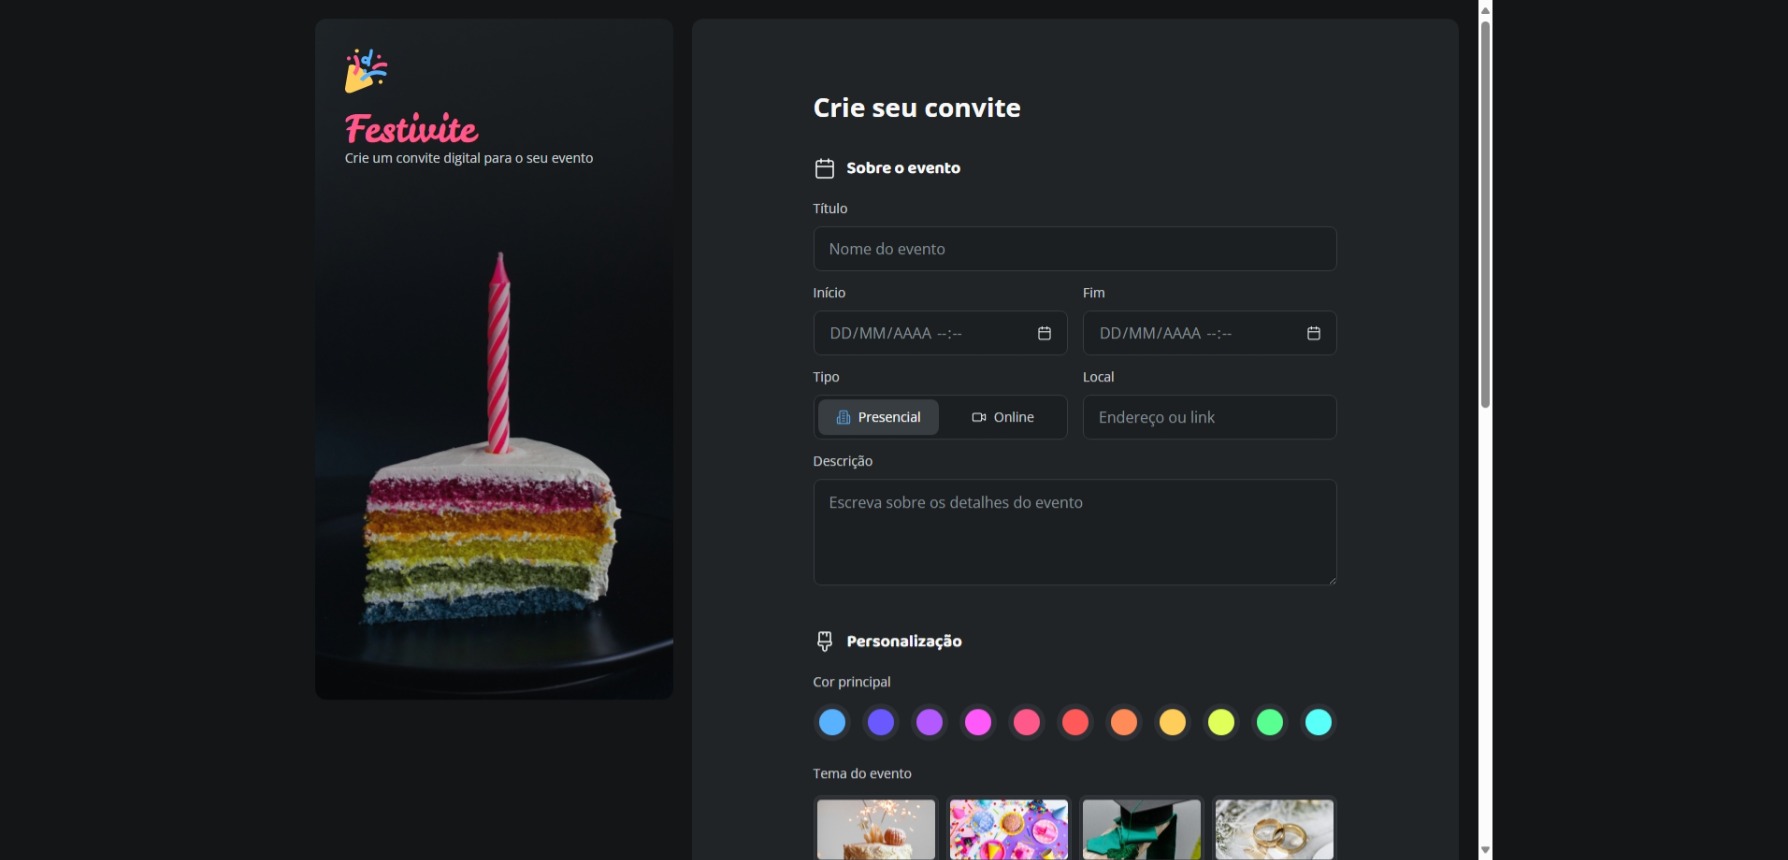 Festivite
Crie um convite digital para o seu evento
Crie seu convite
Sobre o evento
Título
Nome do evento
Início
Fim
DD/MM/AAAA --:--
DD/MM/AAAA --:--
Tipo
Local
Presencial
Online
Endereço ou link
Descrição
Escreva sobre os detalhes do evento
Personalização
Cor principal
Tema do evento